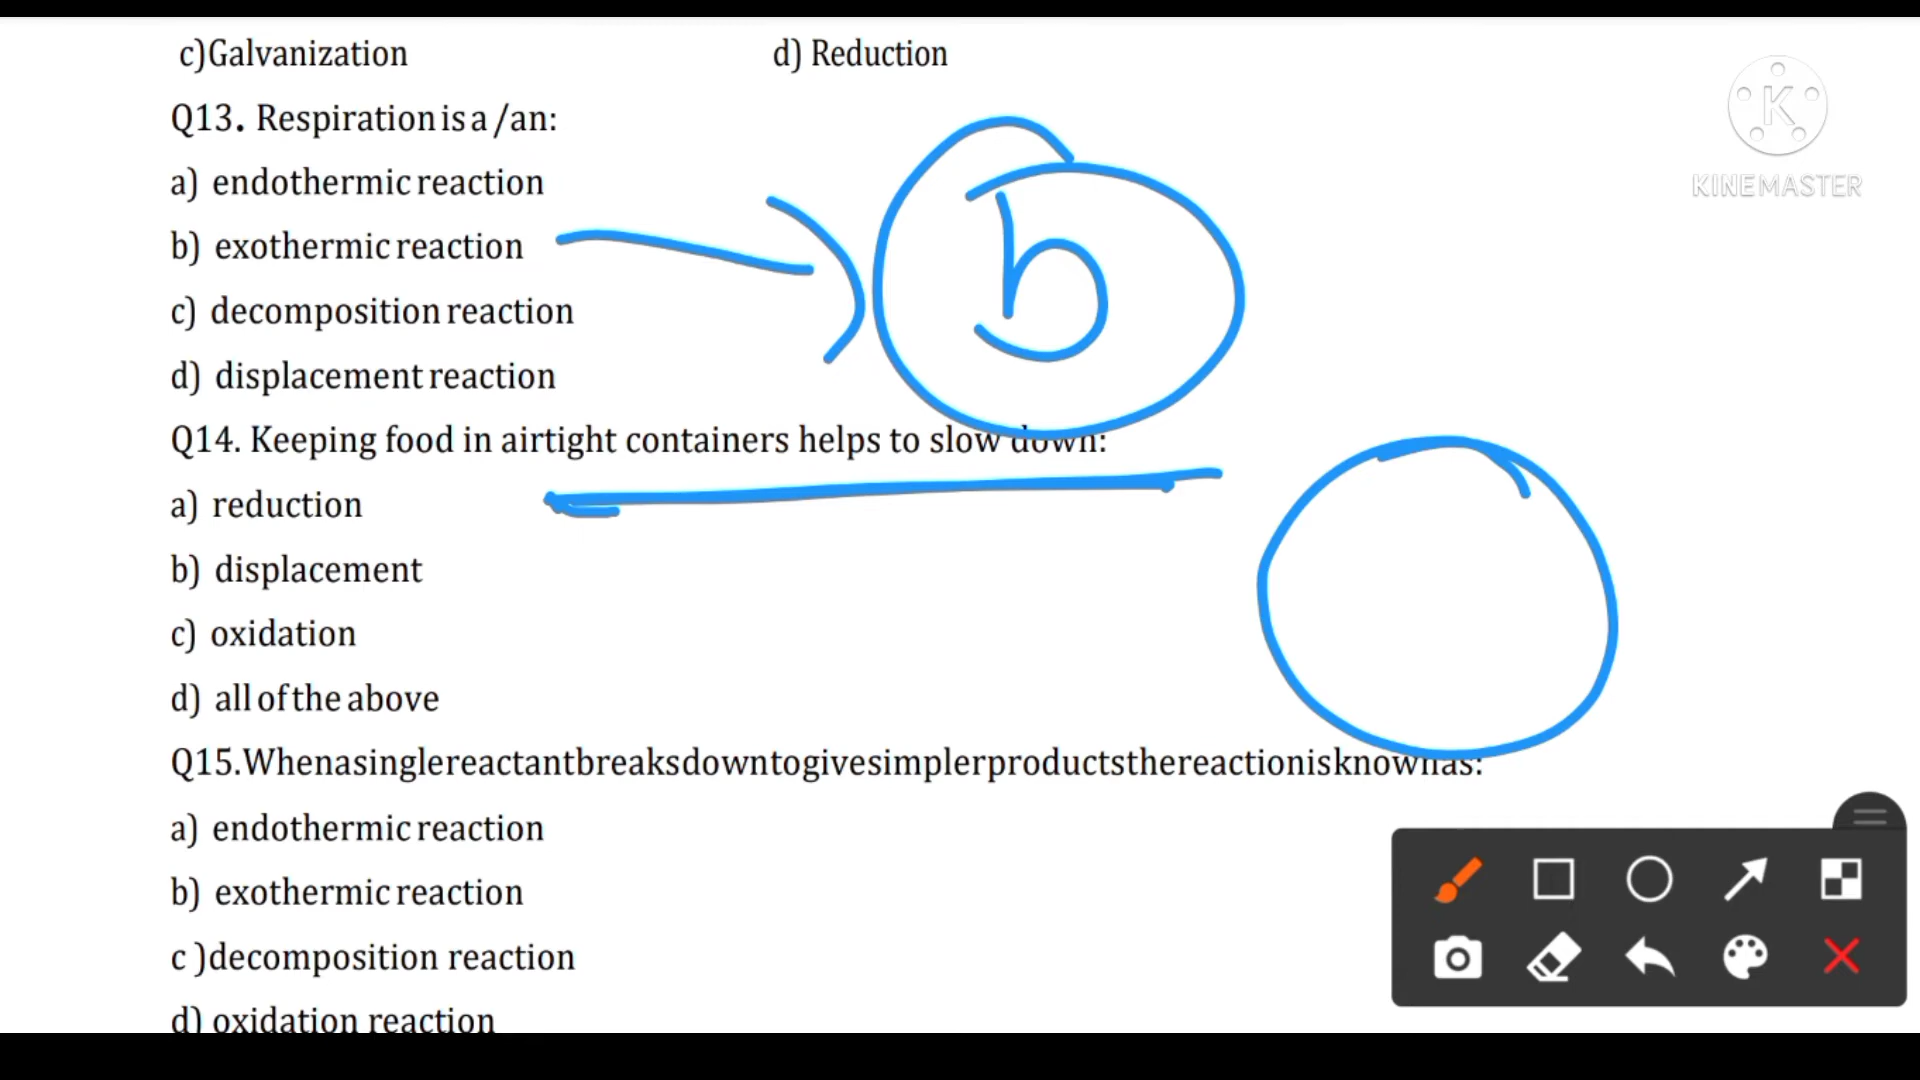 c)Galvanization d) Reduction
Q13. Respiration is a /an:
a) endothermic reaction
b) exothermic reaction
c) decomposition reaction
d) displacement reaction
b
Q14. Keeping food in airtight containers helps to slow down:
a) reduction
b) displacement
c) oxidation
d) all of the above
Q15.Whenasinglereactantbreaksdowntogivesimplerproductsthereactionisknownas:
a) endothermic reaction
b) exothermic reaction
c )decomposition reaction
d) oxidation reaction
K
KINEMASTER